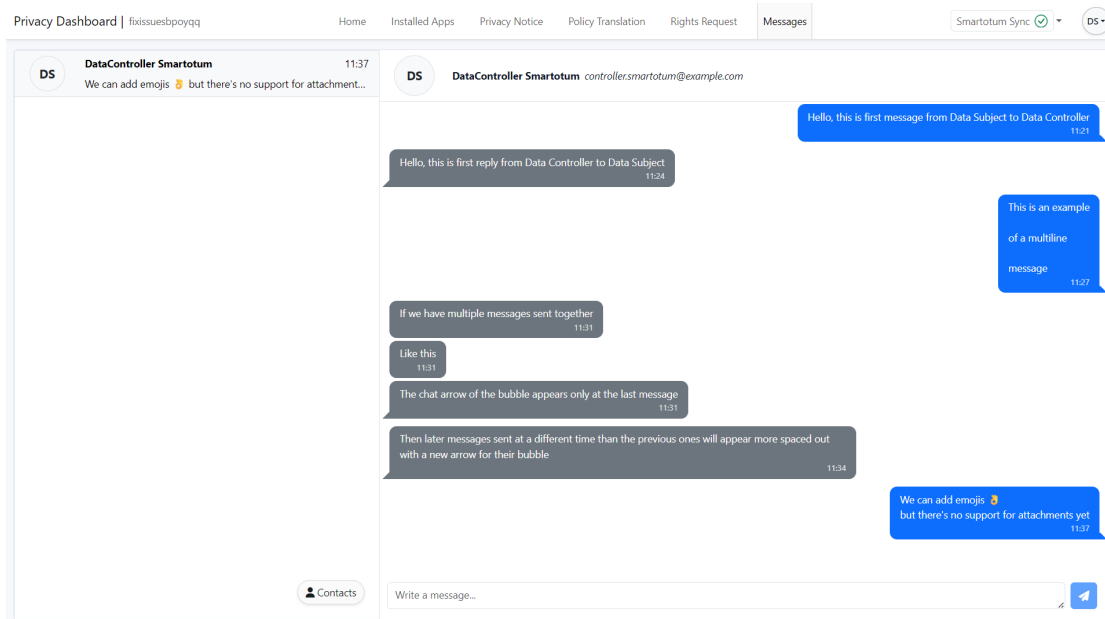 Privacy Dashboard | fixissuesbpoyqq
Home Installed Apps Privacy Notice Policy Translation Rights Request Messages
Smartotum Sync
DS
DS
DataController Smartotum 11:37
We can add emojis 👌 but there's no support for attachment...
DS
DataController Smartotum controller.smartotum@example.com
Hello, this is first message from Data Subject to Data Controller
11:21
Hello, this is first reply from Data Controller to Data Subject
11:24
This is an example
of a multiline
message
11:27
If we have multiple messages sent together
11:31
Like this
11:31
The chat arrow of the bubble appears only at the last message
11:31
Then later messages sent at a different time than the previous ones will appear more spaced out
with a new arrow for their bubble
11:34
We can add emojis 👌
but there's no support for attachments yet
11:37
Contacts
Write a message...